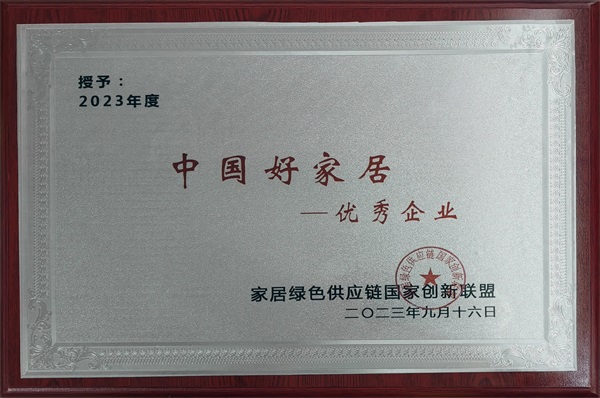 授予：
2023年度
中国好家居
—优秀企业
家居绿色供应链国家创新联盟
二〇二三年九月十六日